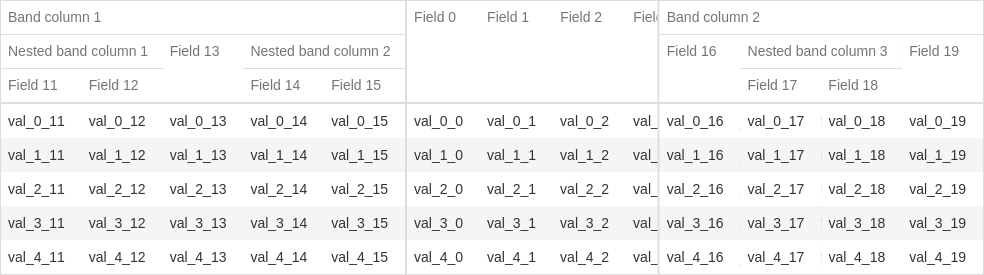 Band column 1 Field 0 Field 1 Field 2 Band column 2
Nested band column 1 Field 13 Nested band column 2 Field 16 Nested band column 3 Field 19
Field 11 Field 12 Field 14 Field 15 Field 17 Field 18
val_0_11 val_0_12 val_0_13 val_0_14 val_0_15 val_0_0 val_0_1 val_0_2 val_ val_0_16 val_0_17 val_0_18 val_0_19
val_1_11 val_1_12 val_1_13 val_1_14 val_1_15 val_1_0 val_1_1 val_1_2 val_ val_1_16 val_1_17 val_1_18 val_1_19
val_2_11 val_2_12 val_2_13 val_2_14 val_2_15 val_2_0 val_2_1 val_2_2 val_ val_2_16 val_2_17 val_2_18 val_2_19
val_3_11 val_3_12 val_3_13 val_3_14 val_3_15 val_3_0 val_3_1 val_3_2 val_ val_3_16 val_3_17 val_3_18 val_3_19
val_4_11 val_4_12 val_4_13 val_4_14 val_4_15 val_4_0 val_4_1 val_4_2 val_ val_4_16 val_4_17 val_4_18 val_4_19